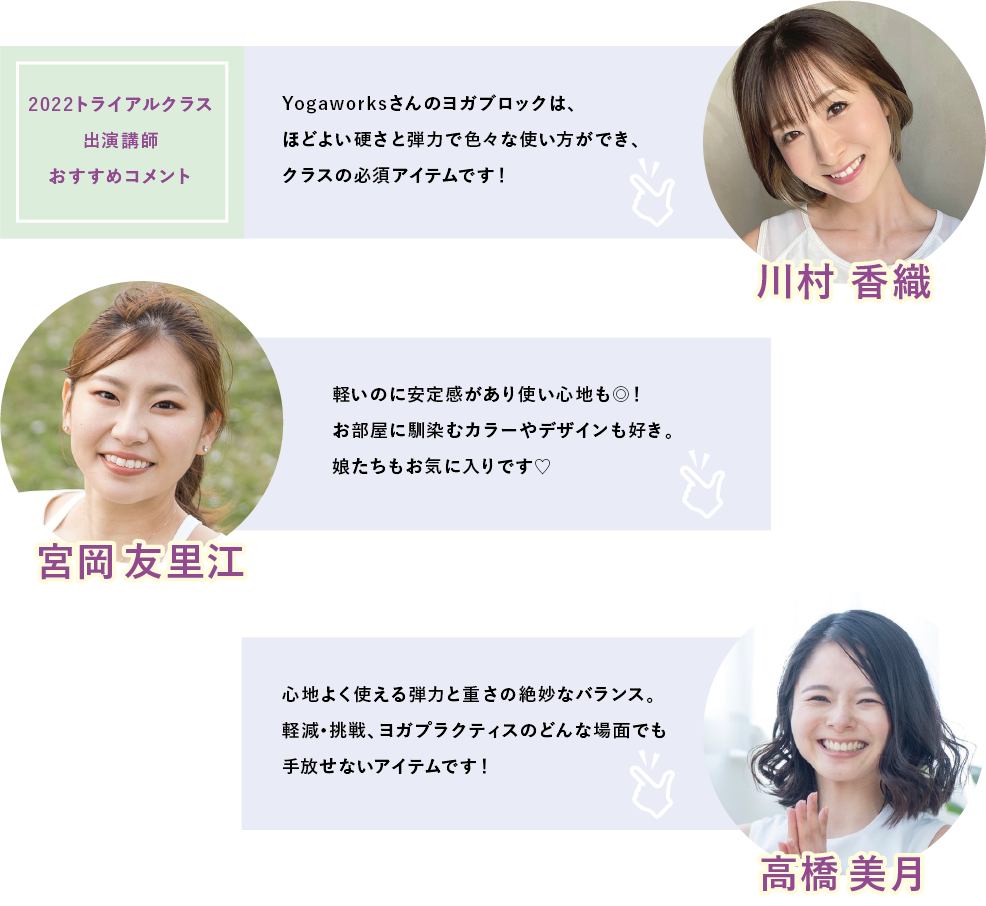 2022トライアルクラス
出演講師
おすすめコメント
Yogaworksさんのヨガブロックは、
ほどよい硬さと弾力で色々な使い方ができ、
クラスの必須アイテムです！
川村 香織
軽いのに安定感があり使い心地も◎！
お部屋に馴染むカラーやデザインも好き。
娘たちもお気に入りです♡
宮岡 友里江
心地よく使える弾力と重さの絶妙なバランス。
軽減・挑戦、ヨガプラクティスのどんな場面でも
手放せないアイテムです！
高橋 美月